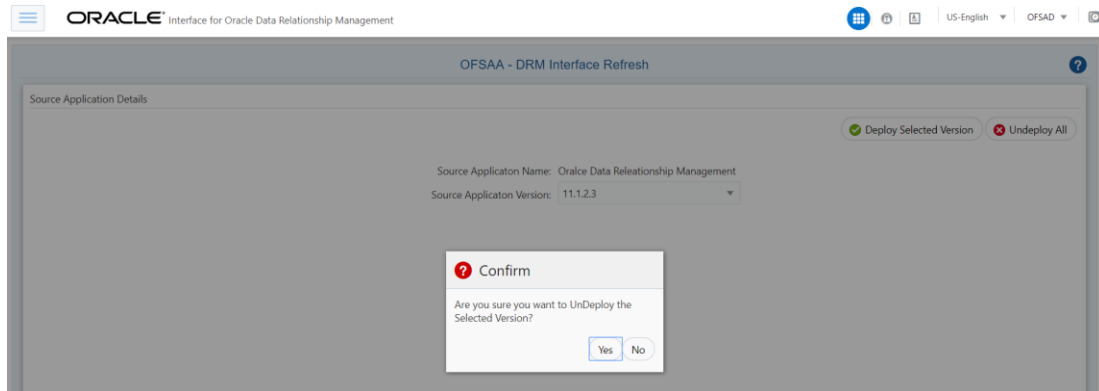 ORACLE® Interface for Oracle Data Relationship Management
US-English OFSAD
OFSAA - DRM Interface Refresh
Source Application Details
Deploy Selected Version Undeploy All
Source Applicaton Name: Oralce Data Releationship Management
Source Applicaton Version: 11.1.2.3
Confirm
Are you sure you want to UnDeploy the
Selected Version?
Yes No